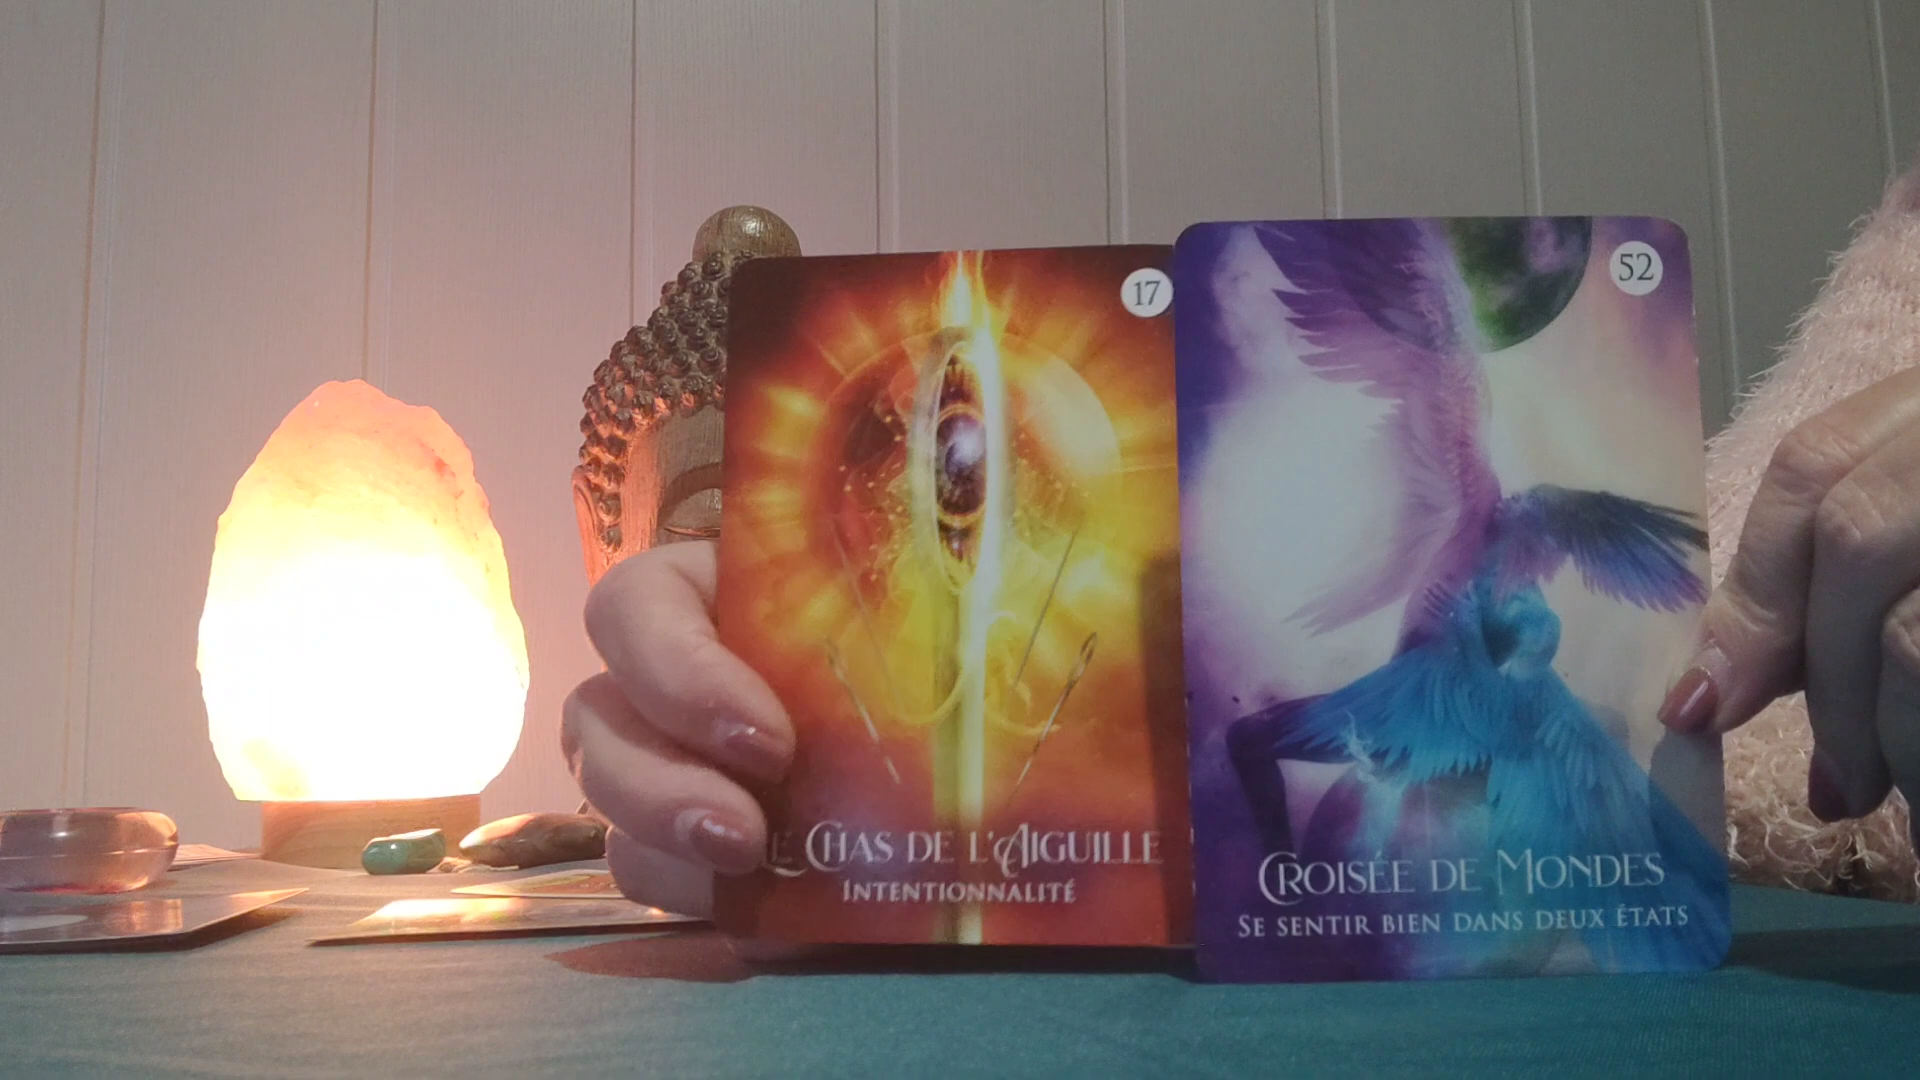 17
LE CHAS DE L'AIGUILLE
INTENTIONNALITÉ
52
CROISÉE DE MONDES
SE SENTIR BIEN DANS DEUX ÉTATS